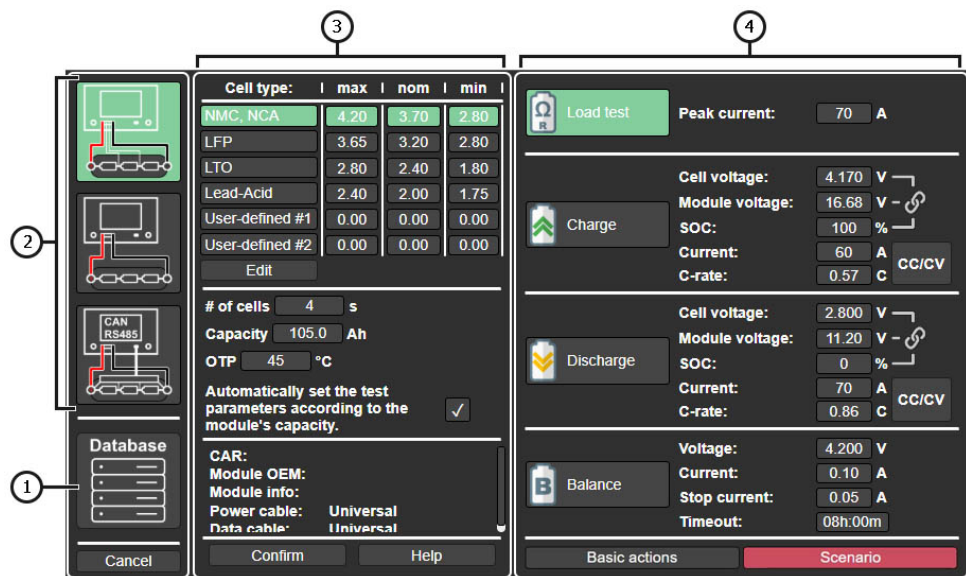 3
4
2
1
CAN
RS485
Database
Cancel
Cell type: max nom min
NMC, NCA 4.20 3.70 2.80
LFP 3.65 3.20 2.80
LTO 2.80 2.40 1.80
Lead-Acid 2.40 2.00 1.75
User-defined #1 0.00 0.00 0.00
User-defined #2 0.00 0.00 0.00
Edit
# of cells 4 s
Capacity 105.0 Ah
OTP 45 °C
Automatically set the test
parameters according to the
module's capacity. ✓
CAR:
Module OEM:
Module info:
Power cable: Universal
Data cable: Universal
Confirm Help
Ω
R
Load test Peak current: 70 A
Cell voltage: 4.170 V
Module voltage: 16.68 V
Charge SOC: 100 %
Current: 60 A
C-rate: 0.57 C
CC/CV
Cell voltage: 2.800 V
Module voltage: 11.20 V
Discharge SOC: 0 %
Current: 70 A
C-rate: 0.86 C
CC/CV
Voltage: 4.200 V
B Balance Current: 0.10 A
Stop current: 0.05 A
Timeout: 08h:00m
Basic actions Scenario